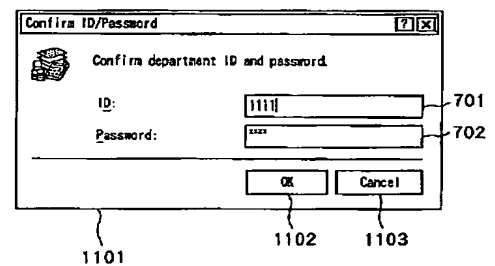 Confirm ID/Password ? X
Confirm department ID and password.
ID: 1111 701
Password: **** 702
OK Cancel
1102 1103
1101